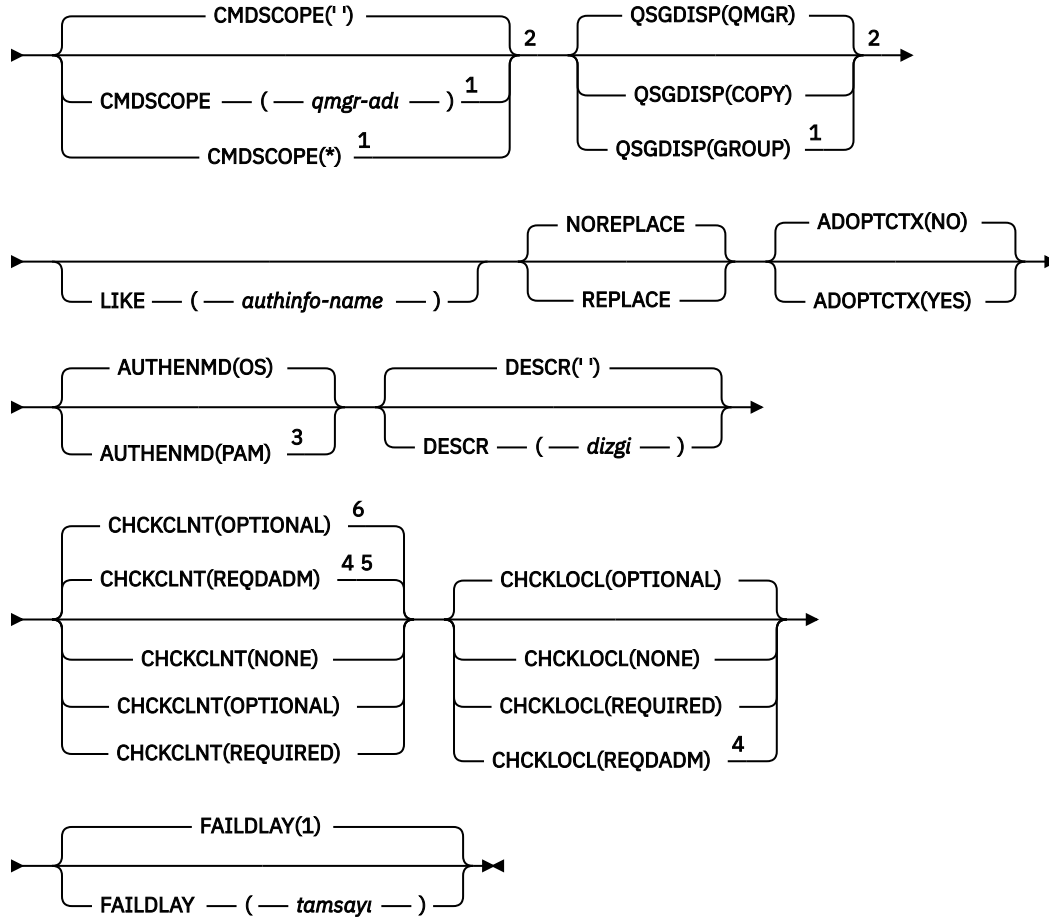 CMDSCOPE(' ')
2
CMDSCOPE ( qmgr-adı ) 1
CMDSCOPE(*) 1
QSGDISP(QMGR)
2
QSGDISP(COPY)
QSGDISP(GROUP) 1
LIKE ( authinfo-name )
NOREPLACE
REPLACE
ADOPTCTX(NO)
ADOPTCTX(YES)
AUTHENMD(OS)
AUTHENMD(PAM) 3
DESCR(' ')
DESCR ( dizgi )
CHCKCLNT(OPTIONAL) 6
CHCKCLNT(REQDADM) 4 5
CHCKCLNT(NONE)
CHCKCLNT(OPTIONAL)
CHCKCLNT(REQUIRED)
CHCKLOCL(OPTIONAL)
CHCKLOCL(NONE)
CHCKLOCL(REQUIRED)
CHCKLOCL(REQDADM) 4
FAILDLAY(1)
FAILDLAY ( tamsayı )